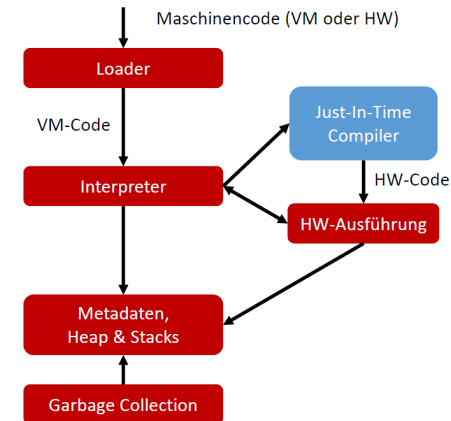 Maschinencode (VM oder HW)
Loader
VM-Code
Just-In-Time
Compiler
Interpreter
HW-Code
HW-Ausführung
Metadaten,
Heap & Stacks
Garbage Collection